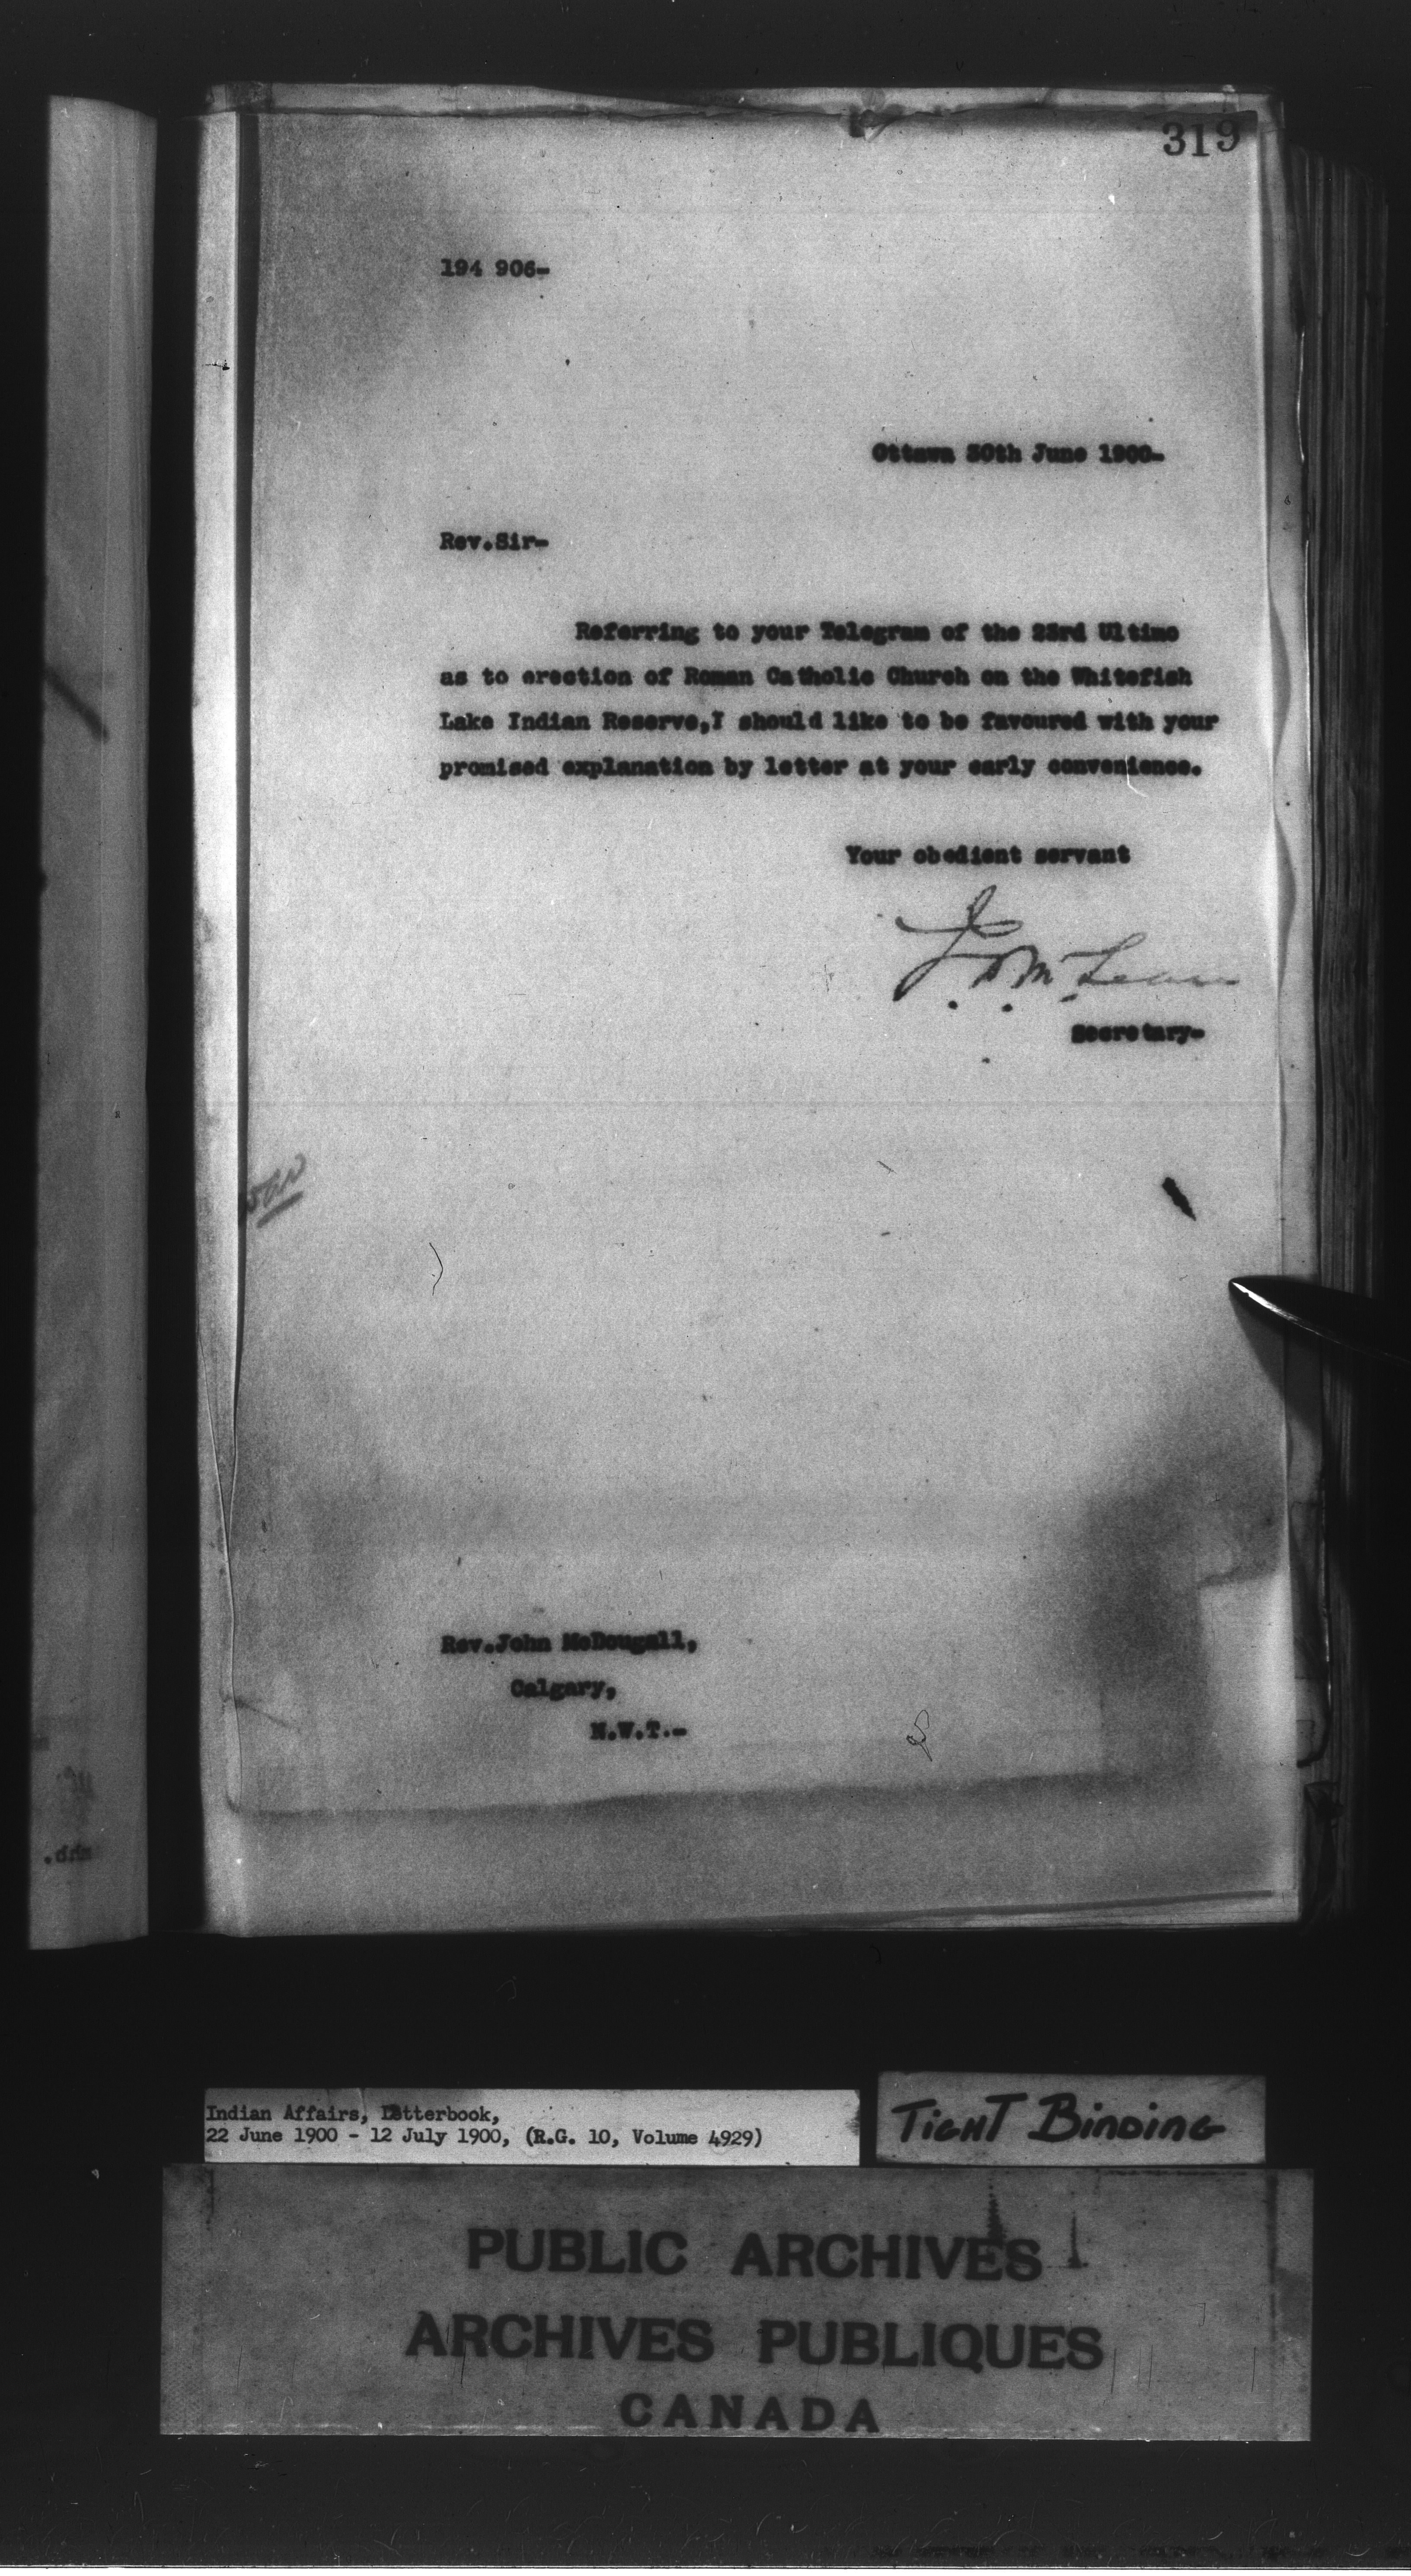 319
194 906-
Ottawa 30th June 1900-
Rev.Sir-
Referring to your Telegram of the 23rd Ultimo
as to erection of Roman Catholic Church on the Whitefish
Lake Indian Reserve,I should like to be favoured with your
promised explanation by letter at your early convenience.
Your obedient servant
J. D. McLean
Secretary-
Rev.John McDougall,
Calgary,
N.W.T.-
Indian Affairs, Letterbook,
22 June 1900 - 12 July 1900, (R.G. 10, Volume 4929)
TIGHT BINDING
PUBLIC ARCHIVES
ARCHIVES PUBLIQUES
CANADA